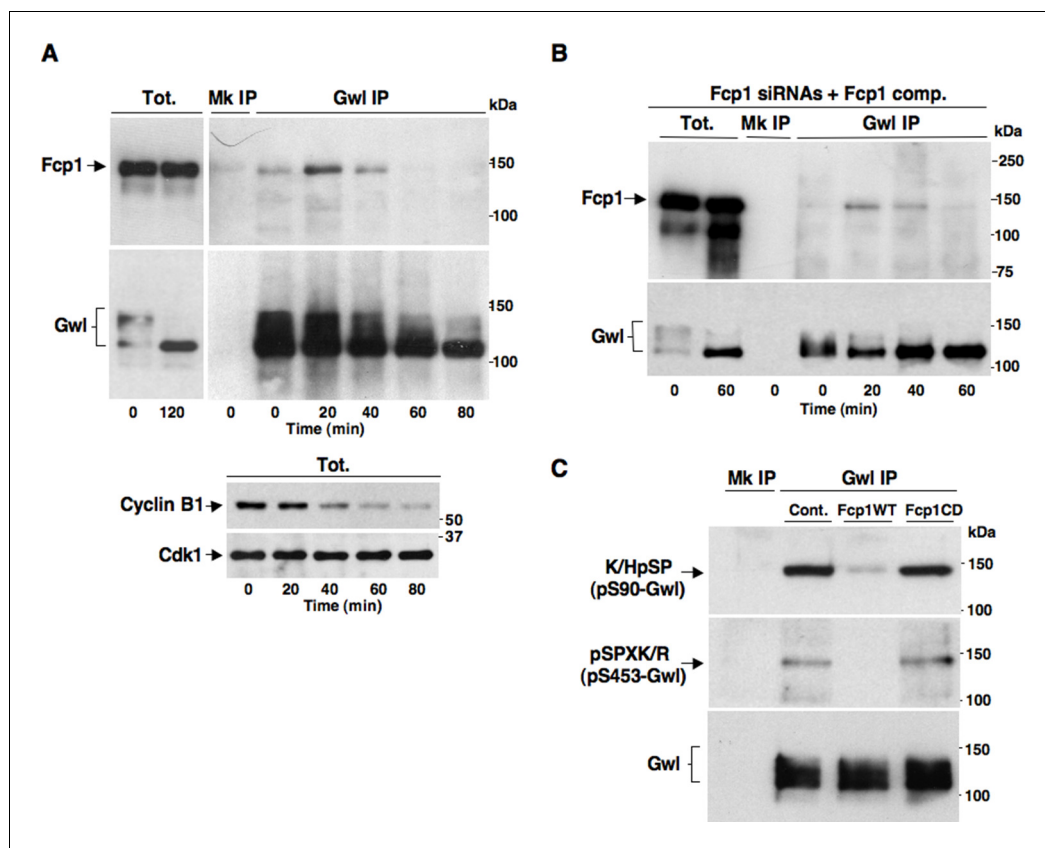 A
Tot. Mk IP Gwl IP
kDa
Fcp1
150
100
Gwl
150
100
0 120 0 0 20 40 60 80
Time (min)
Tot.
Cyclin B1
50
37
Cdk1
0 20 40 60 80
Time (min)
B
Fcp1 siRNAs + Fcp1 comp.
Tot. Mk IP Gwl IP
kDa
250
Fcp1
150
100
75
Gwl
150
100
0 60 0 0 20 40 60
Time (min)
C
Mk IP Gwl IP
Cont. Fcp1WT Fcp1CD
kDa
K/HpSP
(pS90-Gwl)
150
100
pSPXK/R
(pS453-Gwl)
150
100
Gwl
150
100